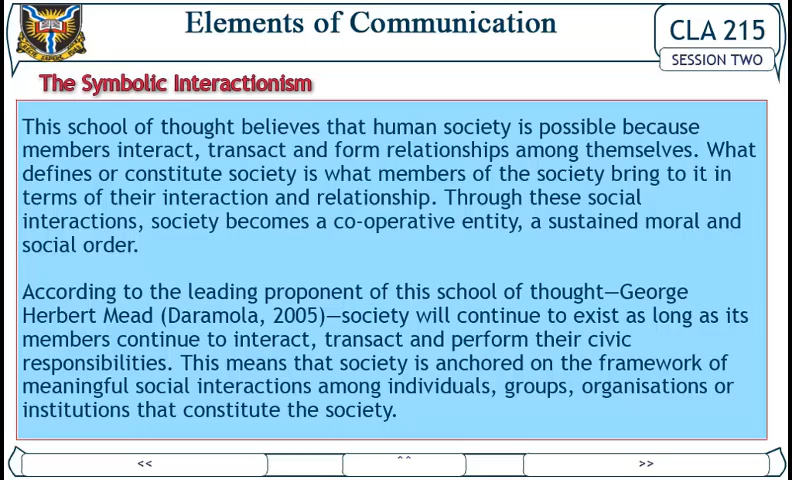 Elements of Communication
CLA 215
SESSION TWO
The Symbolic Interactionism
This school of thought believes that human society is possible because
members interact, transact and form relationships among themselves. What
defines or constitute society is what members of the society bring to it in
terms of their interaction and relationship. Through these social
interactions, society becomes a co-operative entity, a sustained moral and
social order.
According to the leading proponent of this school of thought—George
Herbert Mead (Daramola, 2005)—society will continue to exist as long as its
members continue to interact, transact and perform their civic
responsibilities. This means that society is anchored on the framework of
meaningful social interactions among individuals, groups, organisations or
institutions that constitute the society.
<< ^^ >>